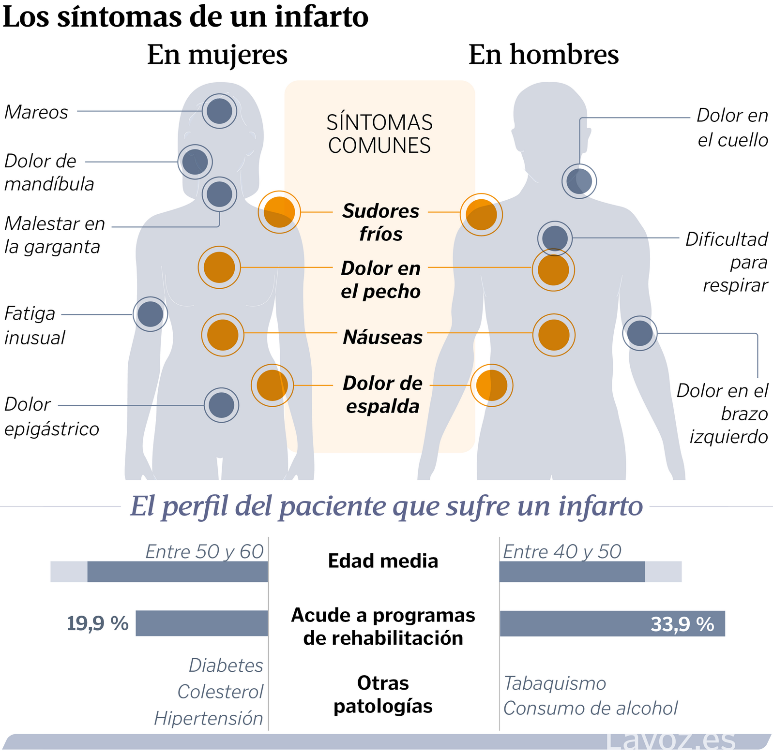 Los síntomas de un infarto
En mujeres
En hombres
SÍNTOMAS
COMUNES
Mareos
Dolor de
mandíbula
Malestar en
la garganta
Fatiga
inusual
Dolor
epigástrico
Sudores
fríos
Dolor en
el pecho
Náuseas
Dolor de
espalda
Dolor en
el cuello
Dificultad
para
respirar
Dolor en el
brazo
izquierdo
El perfil del paciente que sufre un infarto
Entre 50 y 60
Edad media
Entre 40 y 50
19,9 %
Acude a programas
de rehabilitación
33,9 %
Diabetes
Colesterol
Hipertensión
Otras
patologías
Tabaquismo
Consumo de alcohol
Lavoz.es